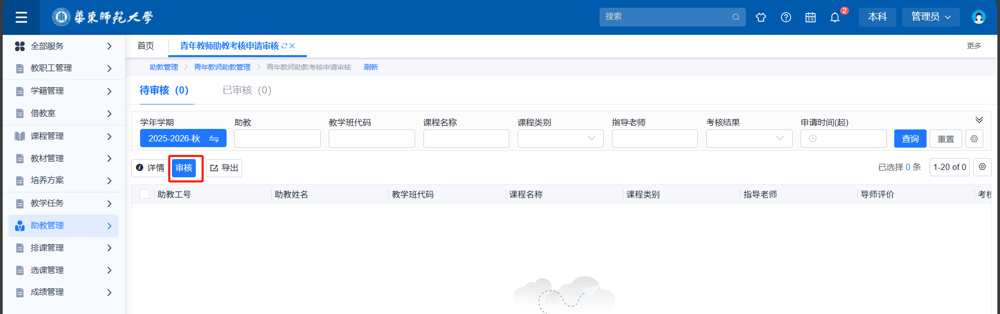 華東師範大學
搜索
2
本科
管理员
全部服务
教职工管理
学籍管理
借教室
课程管理
教材管理
培养方案
教学任务
助教管理
排课管理
选课管理
成绩管理
首页
青年教师助教考核申请审核
更多
助教管理 青年教师助教管理 青年教师助教考核申请审核 刷新
待审核 (0) 已审核 (0)
学年学期 助教 教学班代码 课程名称 课程类别 指导老师 考核结果 申请时间(起)
2025-2026-秋 查询 重置
详情 审核 导出 已选择 0 条 1-20 of 0
助教工号 助教姓名 教学班代码 课程名称 课程类别 指导老师 导师评价 考核